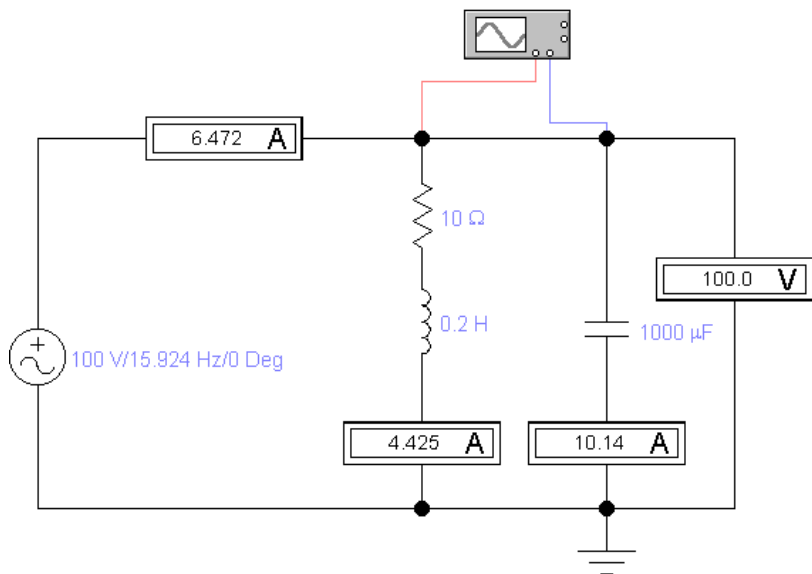 6.472 A
10 Ω
100.0 V
0.2 H
1000 μF
100 V/15.924 Hz/0 Deg
4.425 A
10.14 A